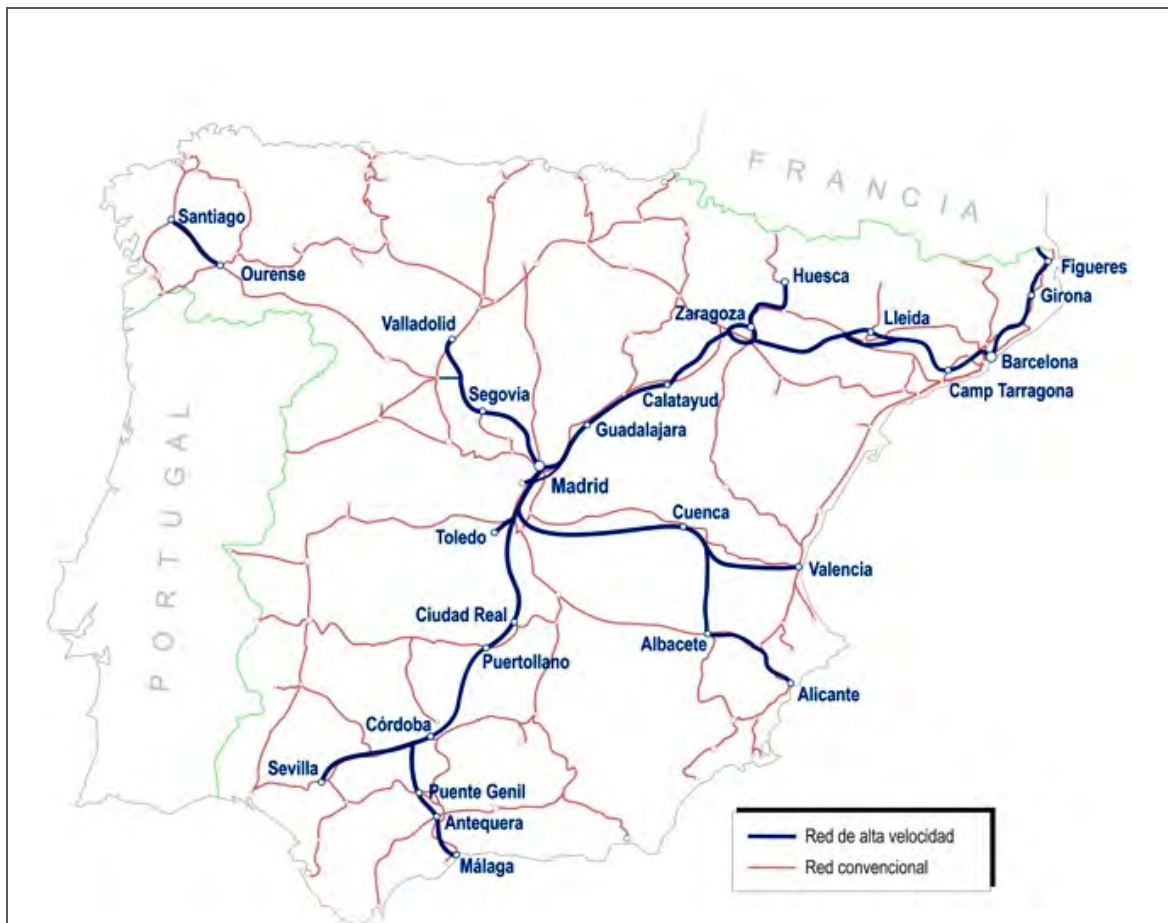 FRANCIA
Santiago
Ourense
Huesca
Figueres
Girona
Zaragoza
Lleida
Valladolid
Barcelona
Camp Tarragona
Segovia
Calatayud
Guadalajara
PORTUGAL
Madrid
Cuenca
Toledo
Valencia
Ciudad Real
Albacete
Puertollano
Alicante
Córdoba
Sevilla
Puente Genil
Antequera
Málaga
Red de alta velocidad
Red convencional